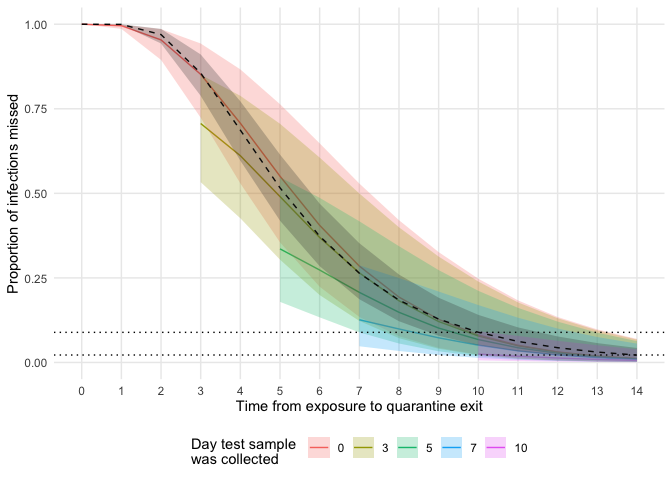 Proportion of infections missed
1.00
0.75
0.50
0.25
0.00
0 1 2 3 4 5 6 7 8 9 10 11 12 13 14
Time from exposure to quarantine exit
Day test sample
was collected
0 3 5 7 10